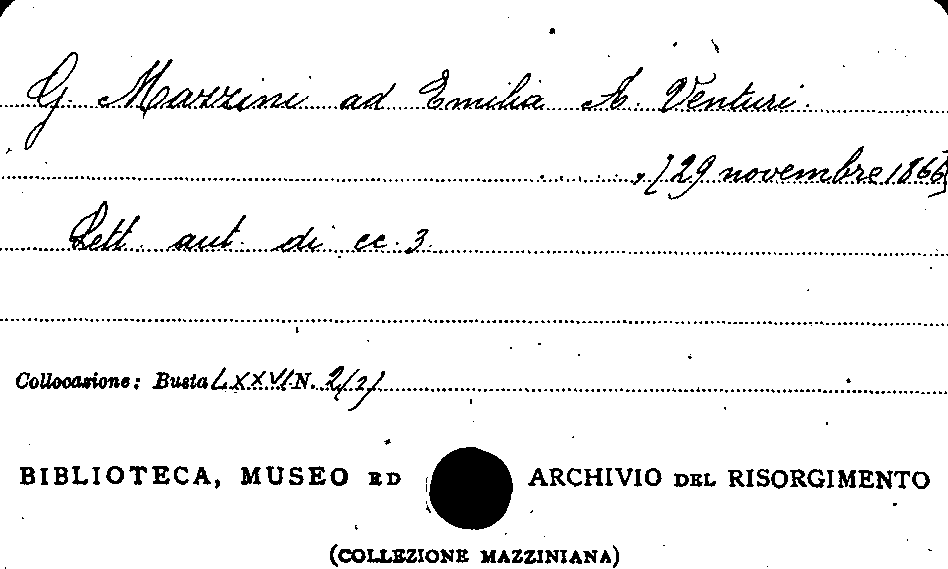 G. Mazzini ad Emilia A. Venturi.
......, [29 novembre 1866]
Lett. aut. di cc. 3.
Collocazione: Busta LXXVI N. 2/2)
BIBLIOTECA, MUSEO ED ARCHIVIO DEL RISORGIMENTO
(COLLEZIONE MAZZINIANA)